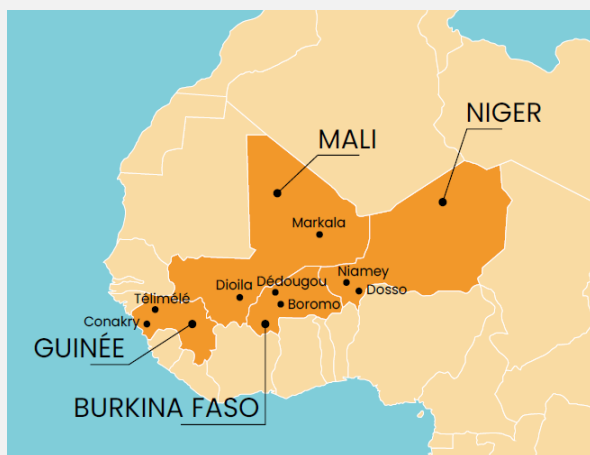 NIGER
MALI
Markala
Niamey
Dioila
Dédougou
Dosso
Boromo
Télimélé
Conakry
GUINÉE
BURKINA FASO